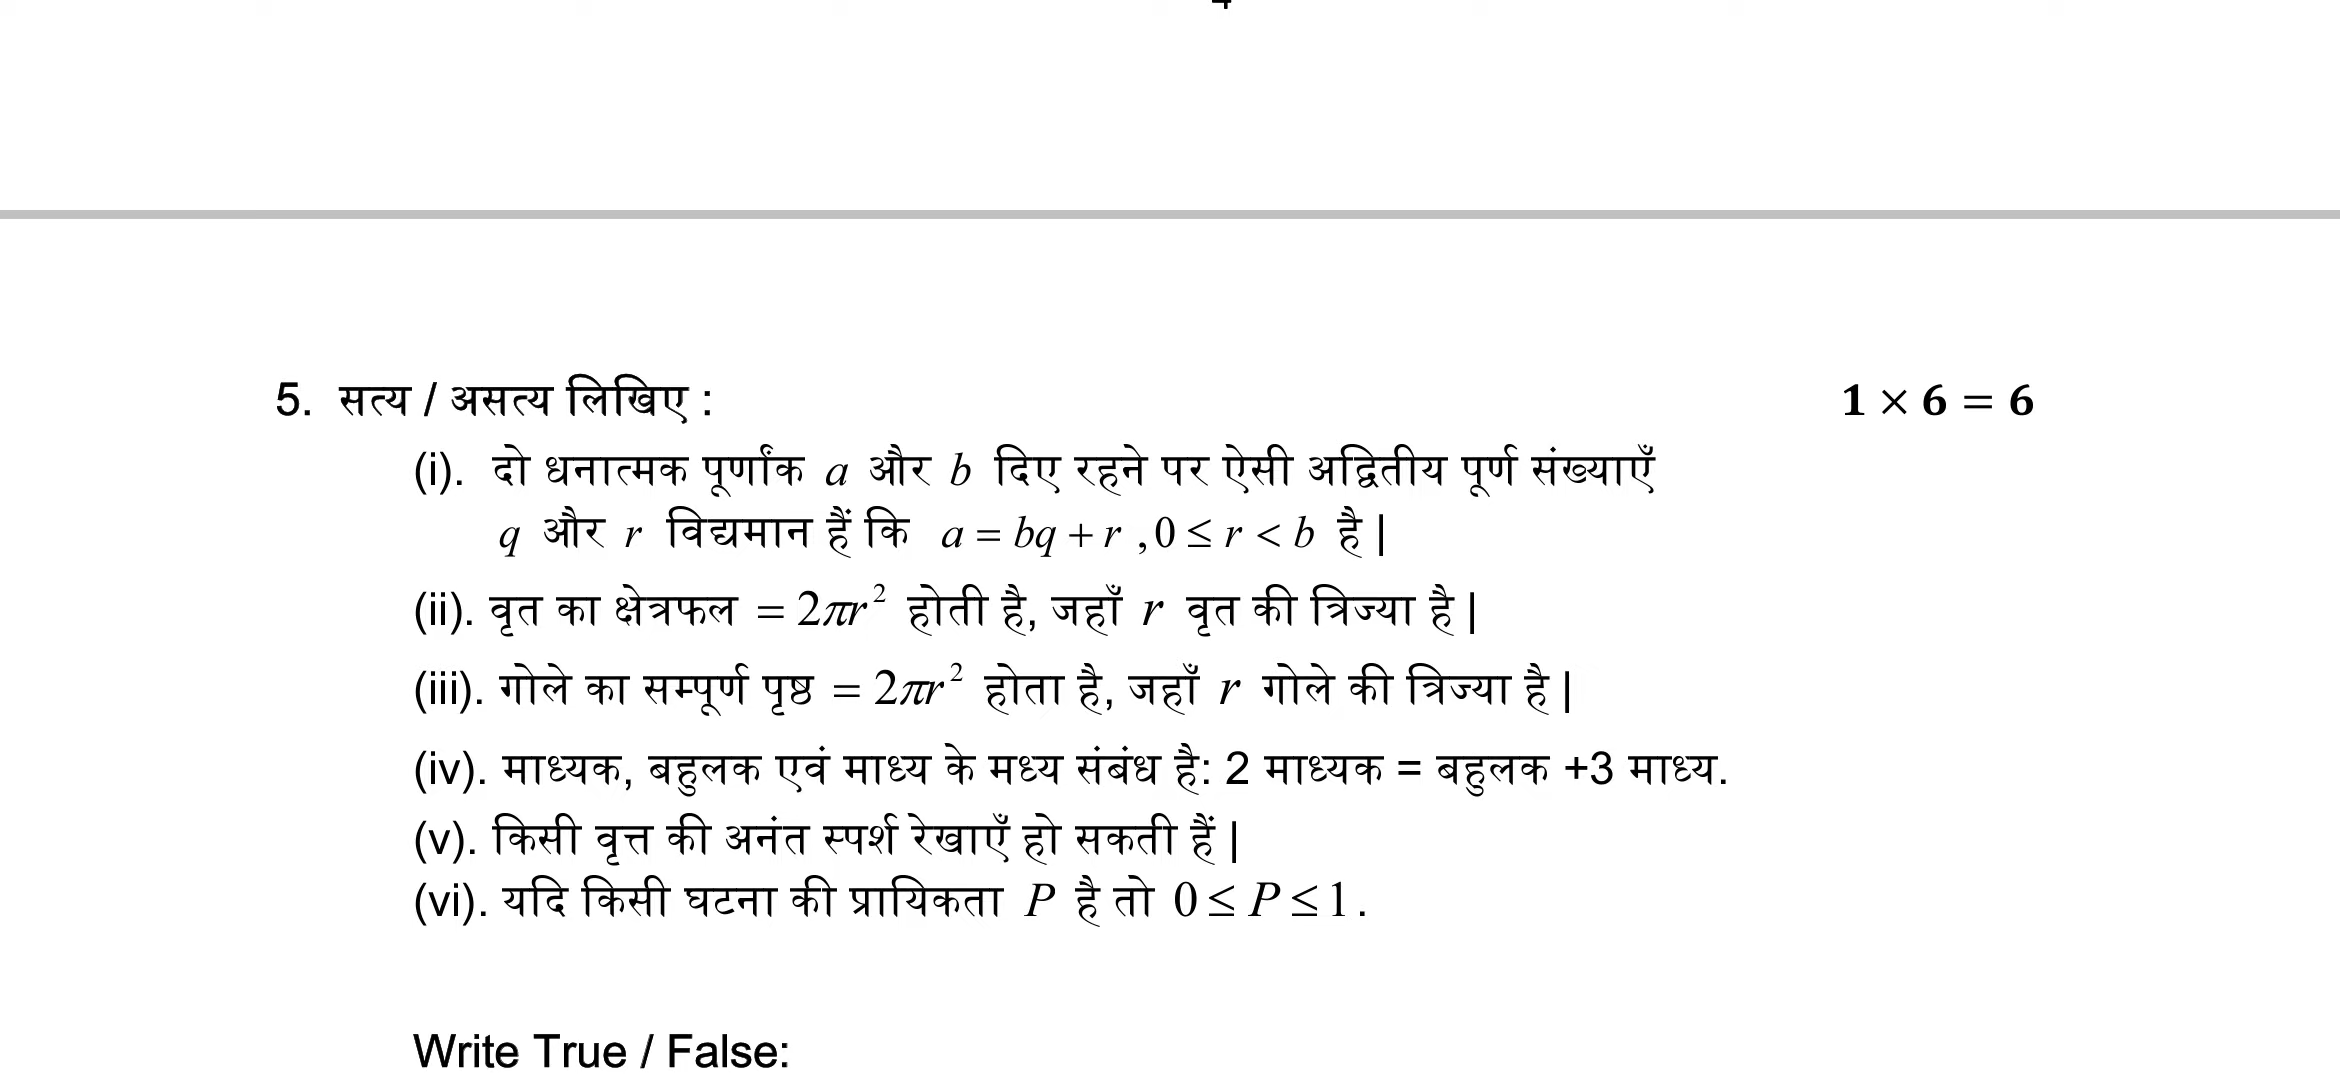 5. सत्य / असत्य लिखिए : 1 × 6 = 6
(i). दो धनात्मक पूर्णांक a और b दिए रहने पर ऐसी अद्वितीय पूर्ण संख्याएँ
q और r विद्यमान हैं कि a = bq + r ,0 ≤ r < b है |
(ii). वृत का क्षेत्रफल = 2πr² होती है, जहाँ r वृत की त्रिज्या है |
(iii). गोले का सम्पूर्ण पृष्ठ = 2πr² होता है, जहाँ r गोले की त्रिज्या है |
(iv). माध्यक, बहुलक एवं माध्य के मध्य संबंध है: 2 माध्यक = बहुलक +3 माध्य.
(v). किसी वृत्त की अनंत स्पर्श रेखाएँ हो सकती हैं |
(vi). यदि किसी घटना की प्रायिकता P है तो 0 ≤ P ≤ 1.
Write True / False: